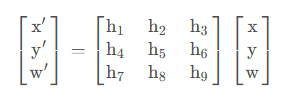 [x′] [h₁ h₂ h₃] [x]
[y′] = [h₄ h₅ h₆] [y]
[w′] [h₇ h₈ h₉] [w]